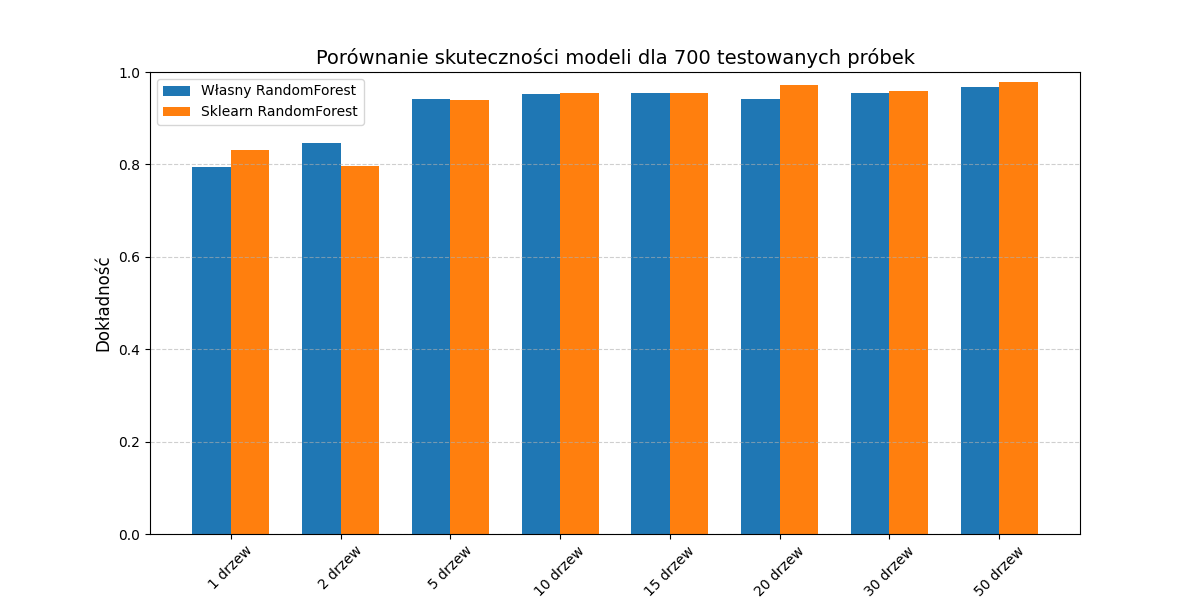 Porównanie skuteczności modeli dla 700 testowanych próbek
Własny RandomForest
Sklearn RandomForest
Dokładność
1.0
0.8
0.6
0.4
0.2
0.0
1 drzew
2 drzew
5 drzew
10 drzew
15 drzew
20 drzew
30 drzew
50 drzew